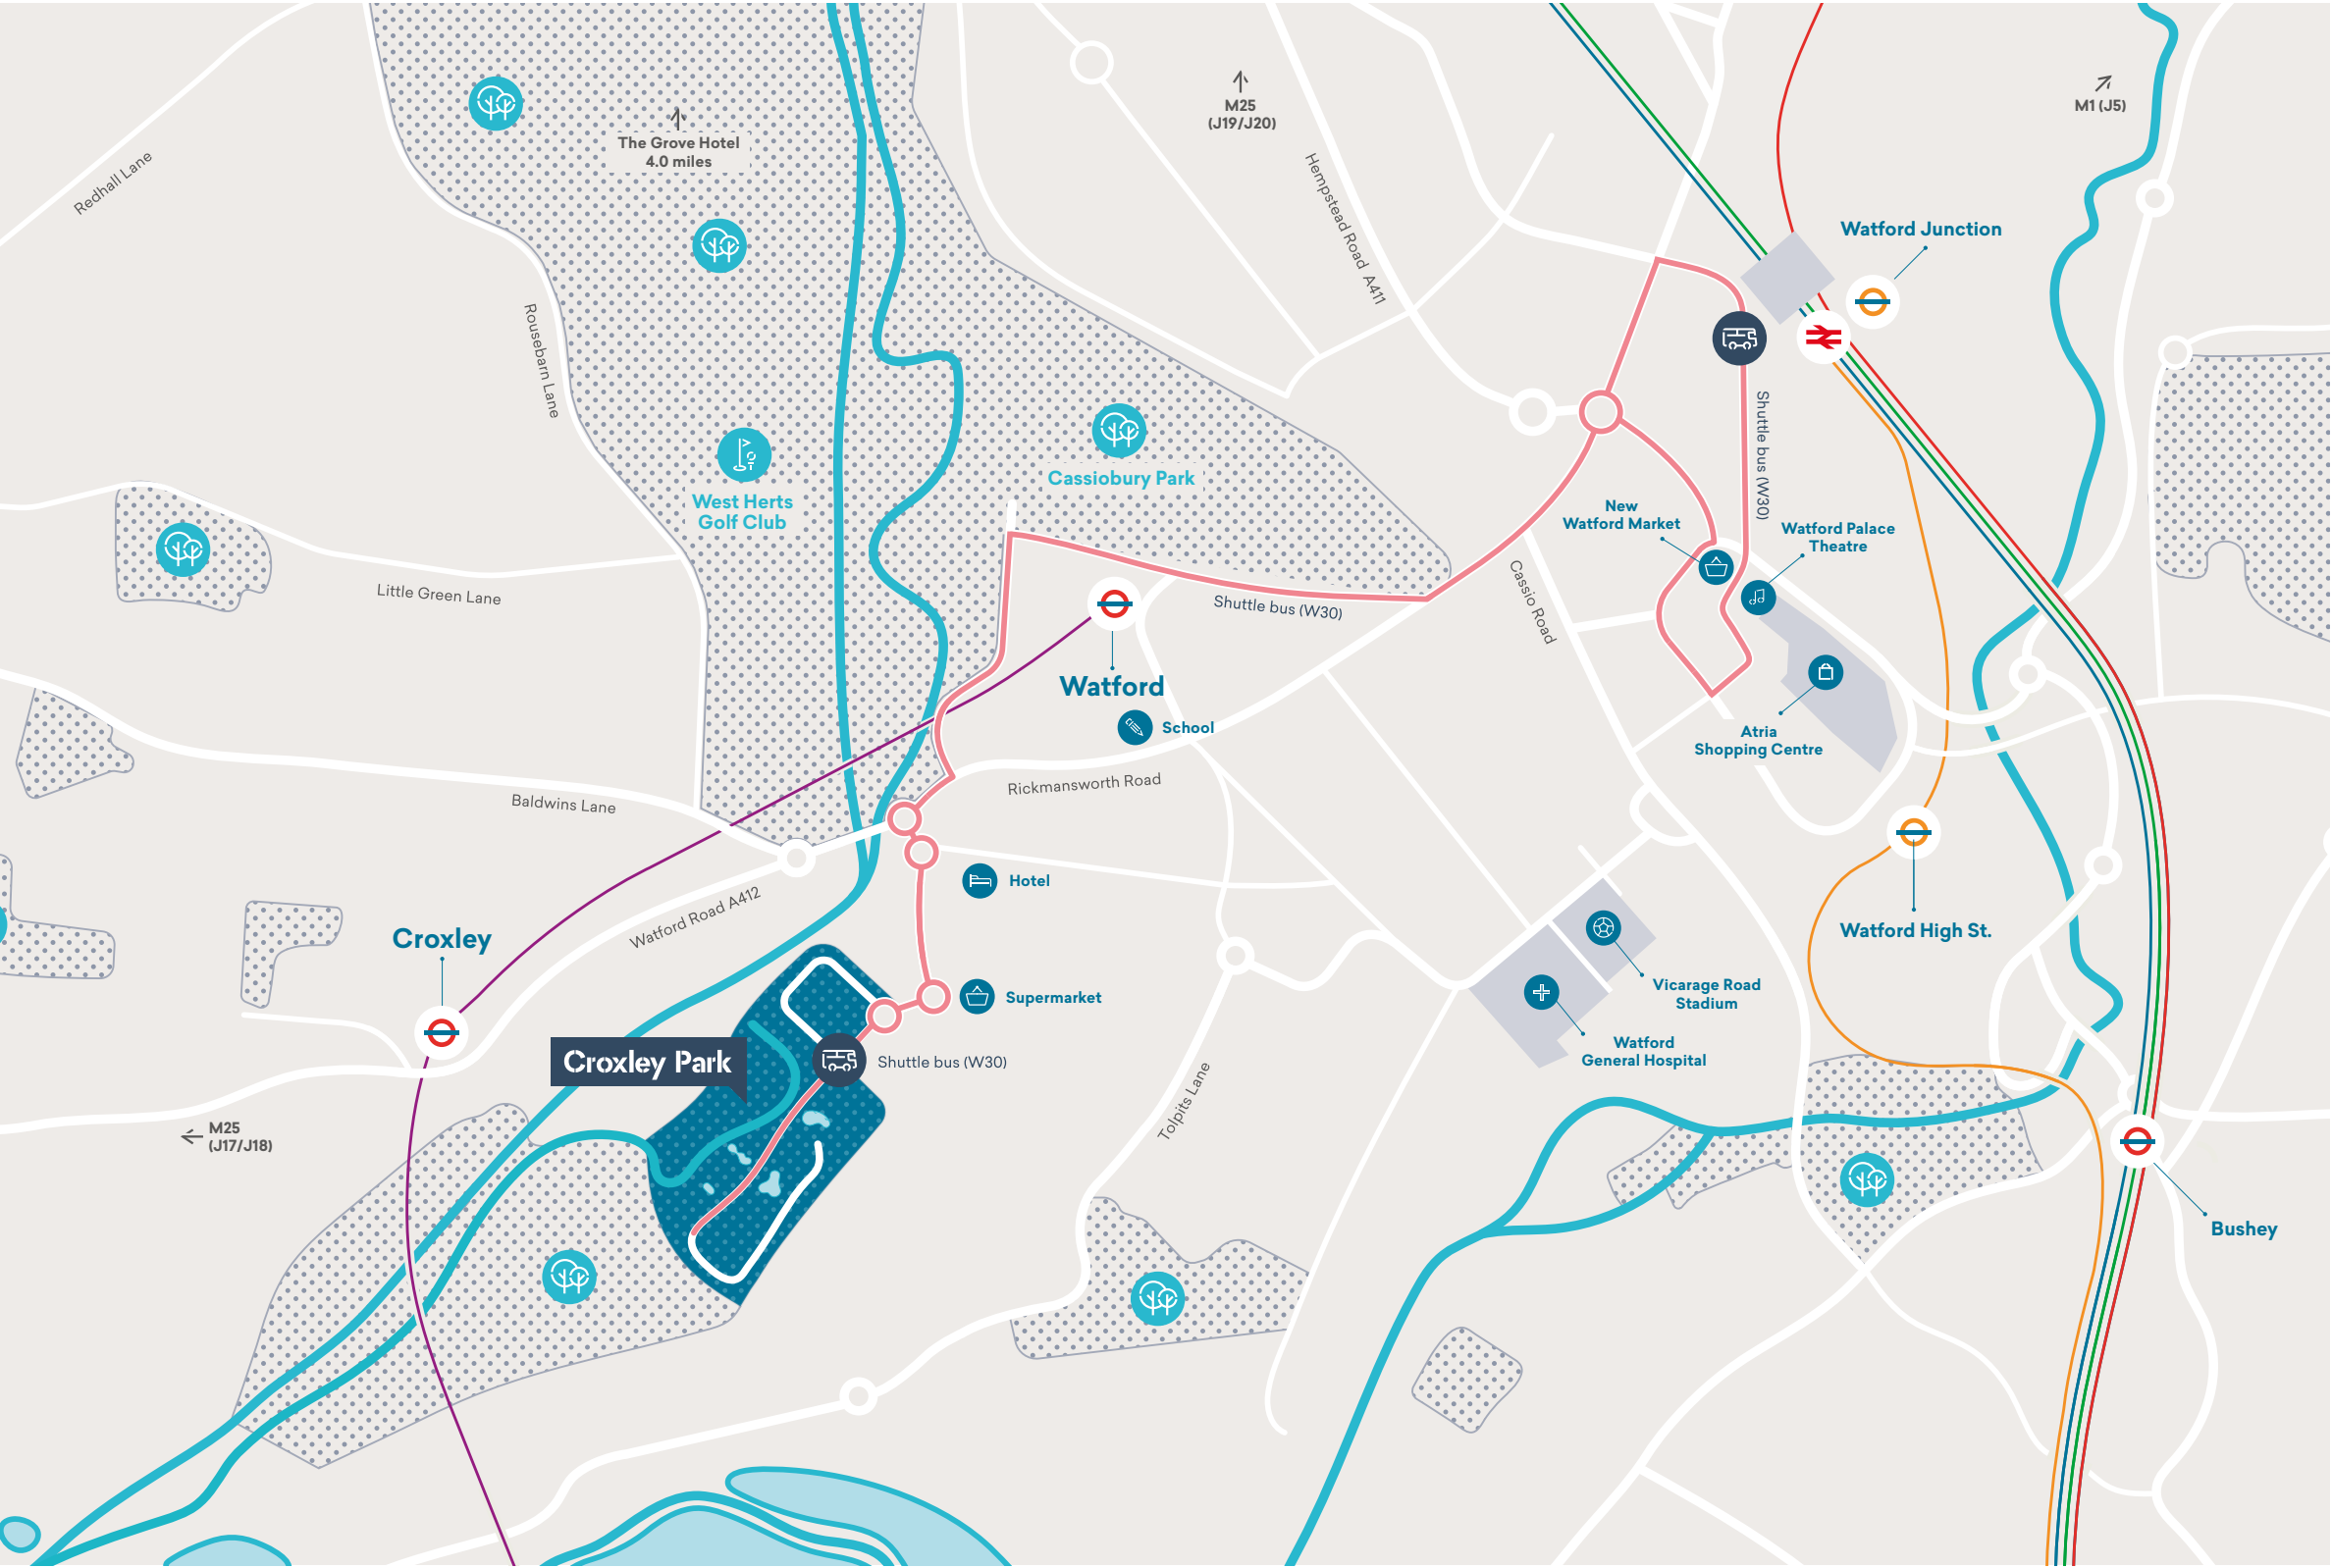 M25
(J19/J20)
M1 (J5)
The Grove Hotel
4.0 miles
Redhall Lane
Hempstead Road A411
Watford Junction
Rousebarn Lane
Shuttle bus (W30)
Cassiobury Park
West Herts
Golf Club
New
Watford Market
Watford Palace
Theatre
Little Green Lane
Shuttle bus (W30)
Cassio Road
Watford
School
Atria
Shopping Centre
Rickmansworth Road
Baldwins Lane
Hotel
Watford Road A412
Croxley
Watford High St.
Supermarket
Vicarage Road
Stadium
Watford
General Hospital
Croxley Park
Shuttle bus (W30)
Tolpits Lane
M25
(J17/J18)
Bushey